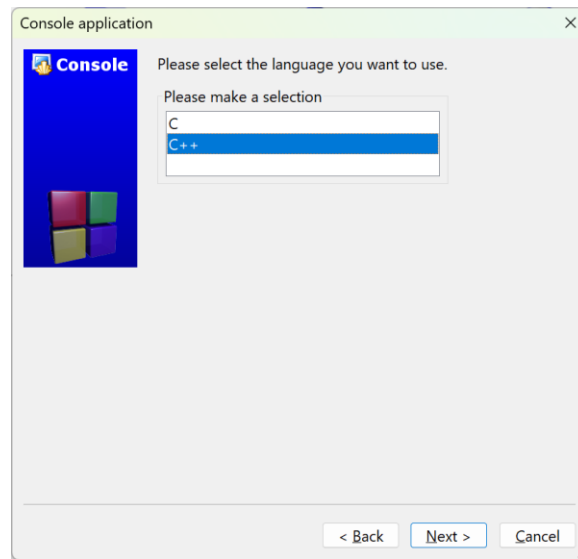 Console application
Console
Please select the language you want to use.
Please make a selection
C
C++
< Back
Next >
Cancel